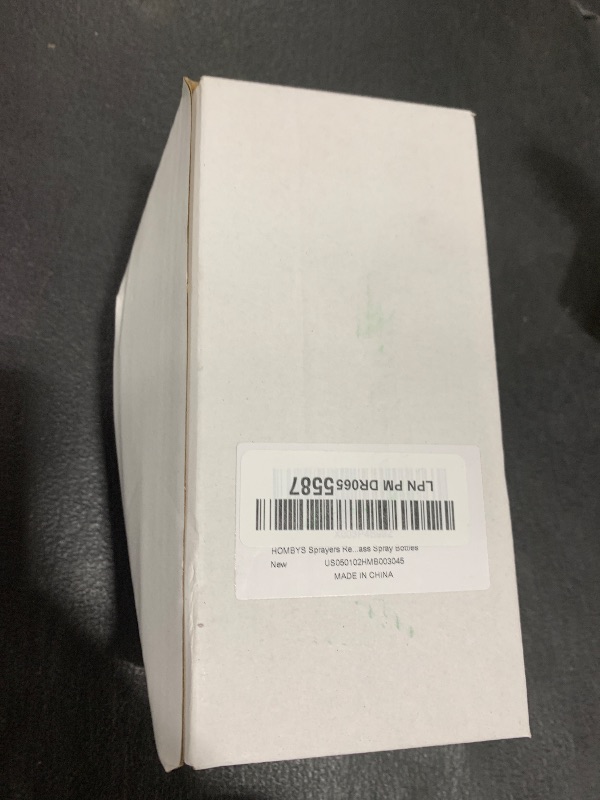 LPN PM DR0655587
HOMBYS Sprayers Re...ass Spray Bottles
New US050102HMB003045
MADE IN CHINA